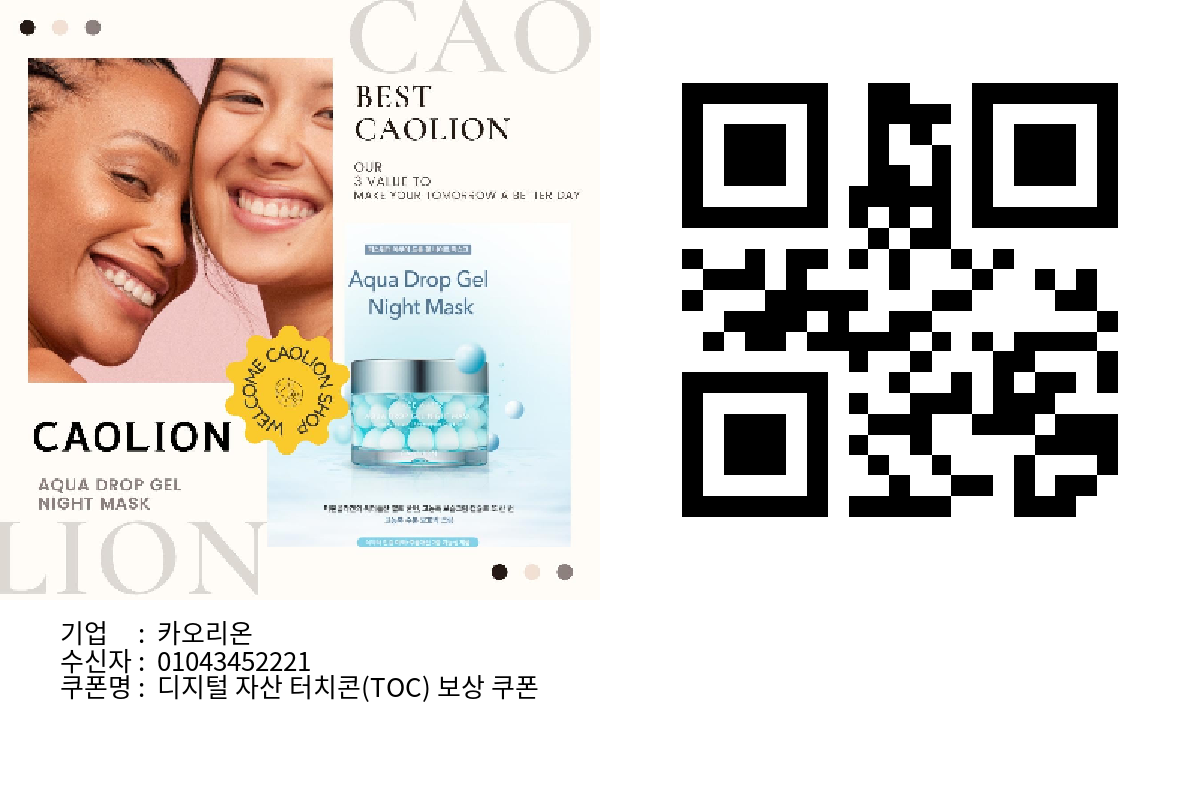 CAO
BEST
CAOLION
OUR
3 VALUE TO
MAKE YOUR TOMORROW A BETTER DAY
Aqua Drop Gel
Night Mask
WELCOME CAOLION SHOP
CAOLION
AQUA DROP GEL
NIGHT MASK
LION
기업 : 카오리온
수신자 : 01043452221
쿠폰명 : 디지털 자산 터치콘(TOC) 보상 쿠폰